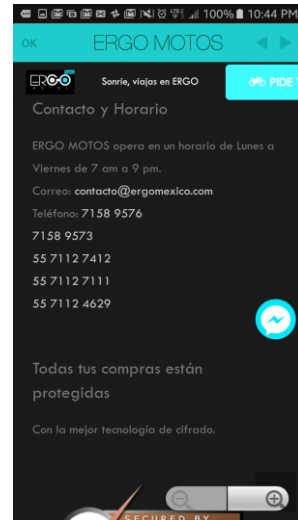 100% 10:44 PM
OK ERGO MOTOS
ERGO Sonríe, viajas en ERGO PIDE
Contacto y Horario
ERGO MOTOS opera en un horario de Lunes a
Viernes de 7 am a 9 pm.
Correo: contacto@ergomexico.com
Teléfono: 7158 9576
7158 9573
55 7112 7412
55 7112 7111
55 7112 4629
Todas tus compras están
protegidas
Con la mejor tecnología de cifrado.
SECURED BY